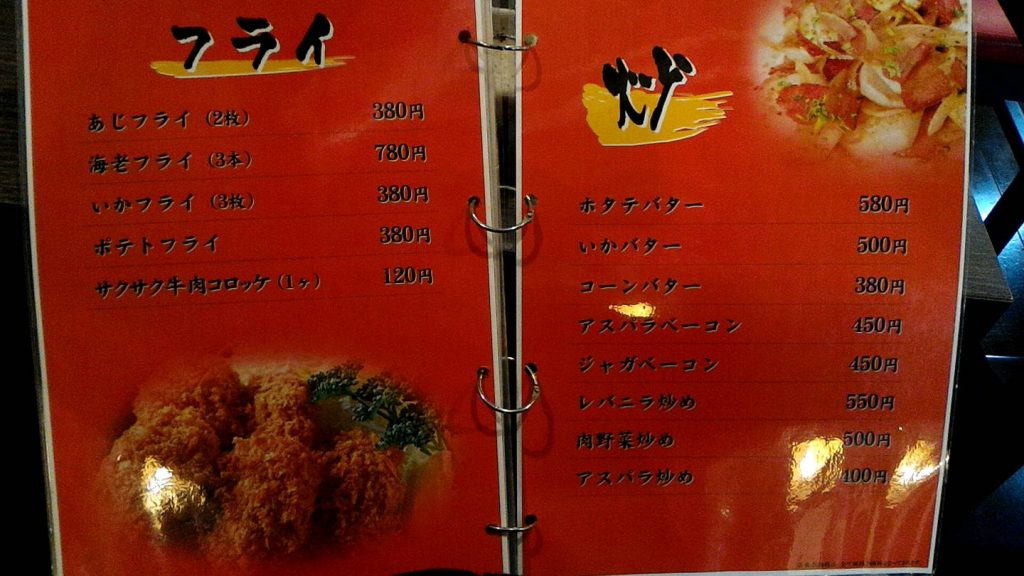 フライ
あじフライ（2枚） 380円
海老フライ（3本） 780円
いかフライ（3枚） 380円
ポテトフライ 380円
サクサク牛肉コロッケ（1ヶ） 120円
ホタテバター 580円
いかバター 500円
コーンバター 380円
アスパラベーコン 450円
ジャガベーコン 450円
レバニラ炒め 550円
肉野菜炒め 500円
アスパラ炒め 400円